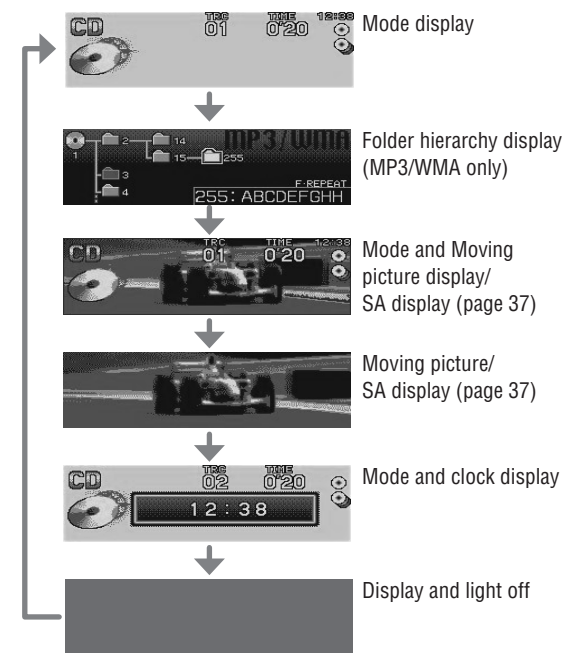 CD TRC 01 TIME 0'20 12:38
Mode display
1 2 14 MP3/WMA
15 255
3
4 F-REPEAT
255: ABCDEFGHH
Folder hierarchy display
(MP3/WMA only)
CD TRC 01 TIME 0'20 12:38
Mode and Moving
picture display/
SA display (page 37)
Moving picture/
SA display (page 37)
CD TRC 02 TIME 0'20
12:38
Mode and clock display
Display and light off